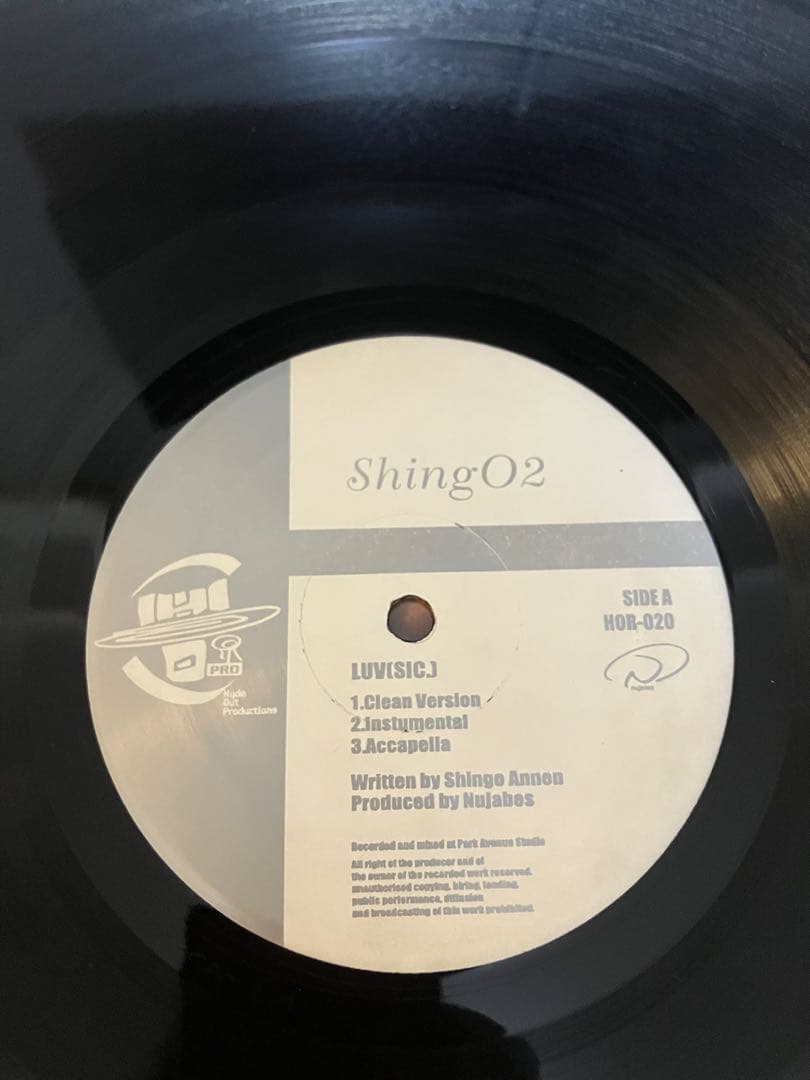 ShingO2
SIDE A
HOR-020
nujabes
LUV(SIC.)
1.Clean Version
2.Instumental
3.Accapella
Written by Shingo Annen
Produced by Nujabes
Recorded and mixed at Park Avenue Studio
All right of the producer and of
the owner of the recorded work reserved.
unauthorised copying, hiring, lending,
public performance, diffusion
and broadcasting of this work prohibited.
PRO
Hyde
Out
Productions